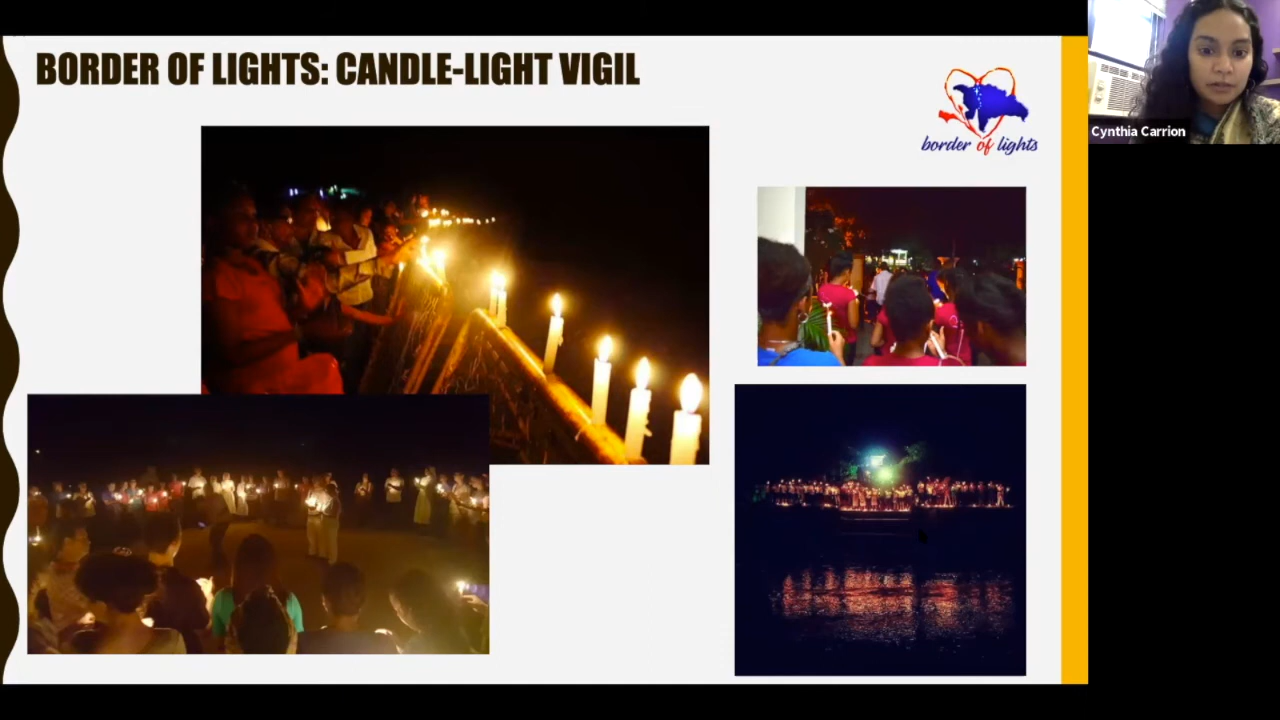 BORDER OF LIGHTS: CANDLE-LIGHT VIGIL
border of lights
Cynthia Carrion